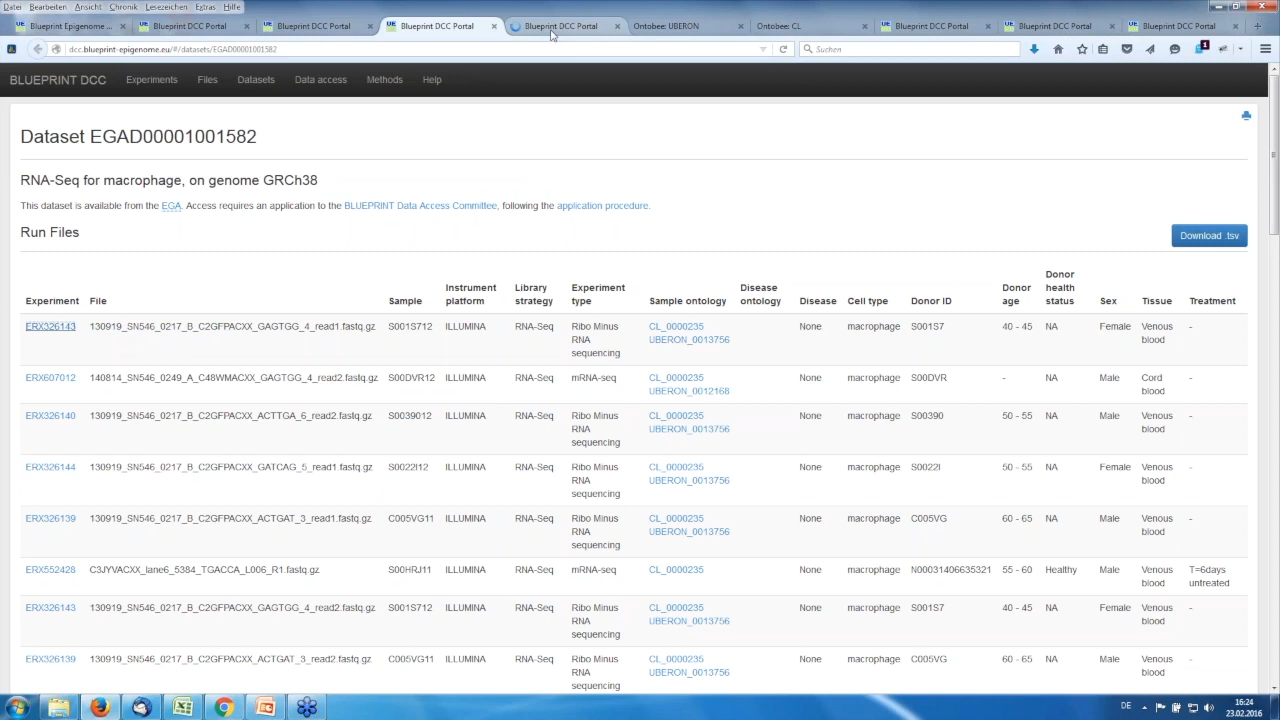 Datei Bearbeiten Ansicht Chronik Lesezeichen Extras Hilfe
Blueprint Epigenome ... Blueprint DCC Portal Blueprint DCC Portal Blueprint DCC Portal Blueprint DCC Portal Ontobee: UBERON Ontobee: CL Blueprint DCC Portal Blueprint DCC Portal Blueprint DCC Portal
dcc.blueprint-epigenome.eu/#/datasets/EGAD00001001582 Suchen 1
BLUEPRINT DCC Experiments Files Datasets Data access Methods Help
Dataset EGAD00001001582
RNA-Seq for macrophage, on genome GRCh38
This dataset is available from the EGA. Access requires an application to the BLUEPRINT Data Access Committee, following the application procedure.
Run Files Download .tsv
Donor
Instrument Library Experiment Disease Donor health
Experiment File Sample platform strategy type Sample ontology ontology Disease Cell type Donor ID age status Sex Tissue Treatment
ERX326143 130919_SN546_0217_B_C2GFPACXX_GAGTGG_4_read1.fastq.gz S001S712 ILLUMINA RNA-Seq Ribo Minus CL_0000235 None macrophage S001S7 40 - 45 NA Female Venous -
RNA UBERON_0013756 blood
sequencing
ERX607012 140814_SN546_0249_A_C48WMACXX_GAGTGG_4_read2.fastq.gz S00DVR12 ILLUMINA RNA-Seq mRNA-seq CL_0000235 None macrophage S00DVR - NA Male Cord -
UBERON_0012168 blood
ERX326140 130919_SN546_0217_B_C2GFPACXX_ACTTGA_6_read2.fastq.gz S0039012 ILLUMINA RNA-Seq Ribo Minus CL_0000235 None macrophage S00390 50 - 55 NA Male Venous -
RNA UBERON_0013756 blood
sequencing
ERX326144 130919_SN546_0217_B_C2GFPACXX_GATCAG_5_read1.fastq.gz S0022I12 ILLUMINA RNA-Seq Ribo Minus CL_0000235 None macrophage S0022I 50 - 55 NA Female Venous -
RNA UBERON_0013756 blood
sequencing
ERX326139 130919_SN546_0217_B_C2GFPACXX_ACTGAT_3_read1.fastq.gz C005VG11 ILLUMINA RNA-Seq Ribo Minus CL_0000235 None macrophage C005VG 60 - 65 NA Male Venous -
RNA UBERON_0013756 blood
sequencing
ERX552428 C3JYVACXX_lane6_5384_TGACCA_L006_R1.fastq.gz S00HRJ11 ILLUMINA RNA-Seq mRNA-seq CL_0000235 None macrophage N00031406635321 55 - 60 Healthy Male Venous T=6days
blood untreated
ERX326143 130919_SN546_0217_B_C2GFPACXX_GAGTGG_4_read2.fastq.gz S001S712 ILLUMINA RNA-Seq Ribo Minus CL_0000235 None macrophage S001S7 40 - 45 NA Female Venous -
RNA UBERON_0013756 blood
sequencing
ERX326139 130919_SN546_0217_B_C2GFPACXX_ACTGAT_3_read2.fastq.gz C005VG11 ILLUMINA RNA-Seq Ribo Minus CL_0000235 None macrophage C005VG 60 - 65 NA Male Venous -
RNA UBERON_0013756 blood
sequencing
DE 16:24
23.02.2016